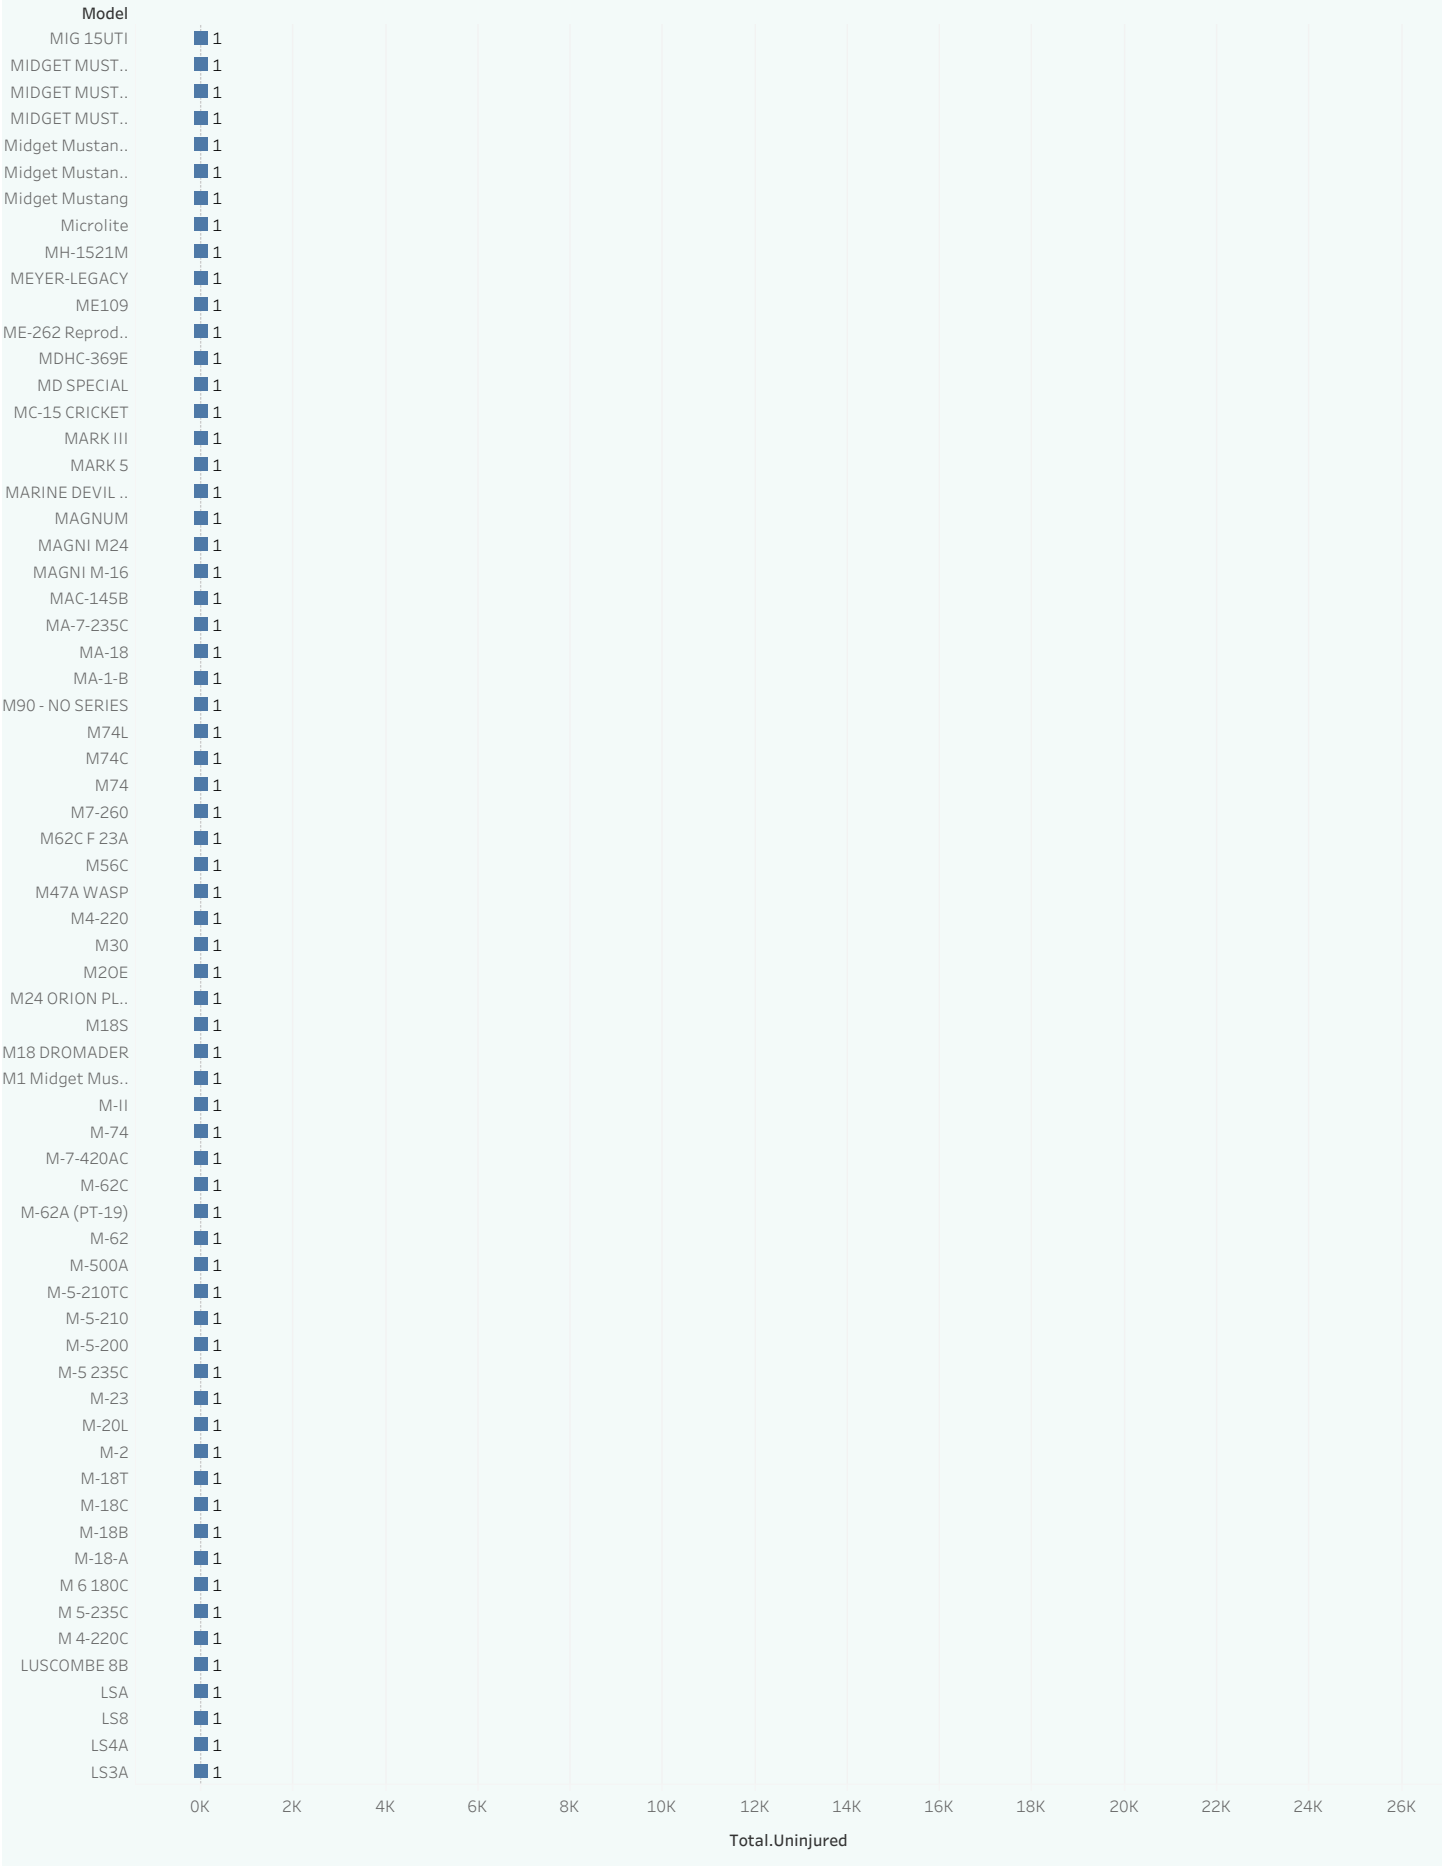 Model
MIG 15UTI 1
MIDGET MUST.. 1
MIDGET MUST.. 1
MIDGET MUST.. 1
Midget Mustan.. 1
Midget Mustan.. 1
Midget Mustang 1
Microlite 1
MH-1521M 1
MEYER-LEGACY 1
ME109 1
ME-262 Reprod.. 1
MDHC-369E 1
MD SPECIAL 1
MC-15 CRICKET 1
MARK III 1
MARK 5 1
MARINE DEVIL .. 1
MAGNUM 1
MAGNI M24 1
MAGNI M-16 1
MAC-145B 1
MA-7-235C 1
MA-18 1
MA-1-B 1
M90 - NO SERIES 1
M74L 1
M74C 1
M74 1
M7-260 1
M62C F 23A 1
M56C 1
M47A WASP 1
M4-220 1
M30 1
M2OE 1
M24 ORION PL.. 1
M18S 1
M18 DROMADER 1
M1 Midget Mus.. 1
M-II 1
M-74 1
M-7-420AC 1
M-62C 1
M-62A (PT-19) 1
M-62 1
M-500A 1
M-5-210TC 1
M-5-210 1
M-5-200 1
M-5 235C 1
M-23 1
M-20L 1
M-2 1
M-18T 1
M-18C 1
M-18B 1
M-18-A 1
M 6 180C 1
M 5-235C 1
M 4-220C 1
LUSCOMBE 8B 1
LSA 1
LS8 1
LS4A 1
LS3A 1
0K 2K 4K 6K 8K 10K 12K 14K 16K 18K 20K 22K 24K 26K
Total.Uninjured